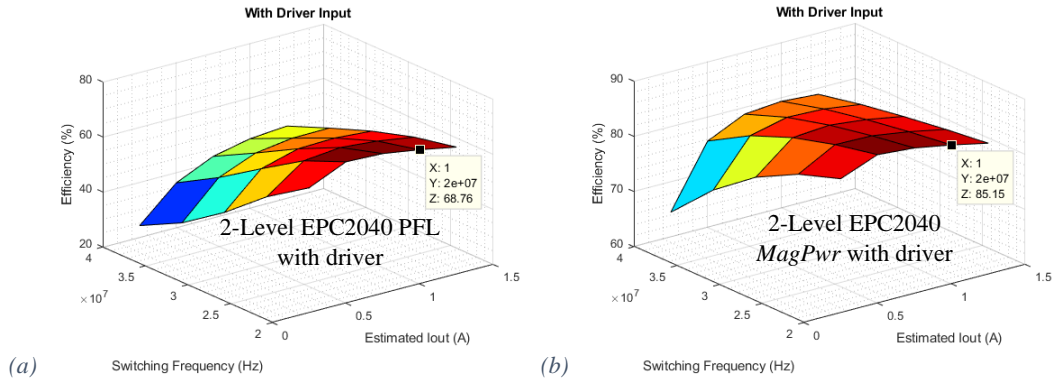 With Driver Input
80
60
40
20
Efficiency (%)
4
3.5
3
2.5
2
×10^7
Switching Frequency (Hz)
0
0.5
1
1.5
Estimated Iout (A)
X: 1
Y: 2e+07
Z: 68.76
2-Level EPC2040 PFL
with driver
(a)
With Driver Input
90
80
70
60
Efficiency (%)
4
3.5
3
2.5
2
×10^7
Switching Frequency (Hz)
0
0.5
1
1.5
Estimated Iout (A)
X: 1
Y: 2e+07
Z: 85.15
2-Level EPC2040
MagPwr with driver
(b)